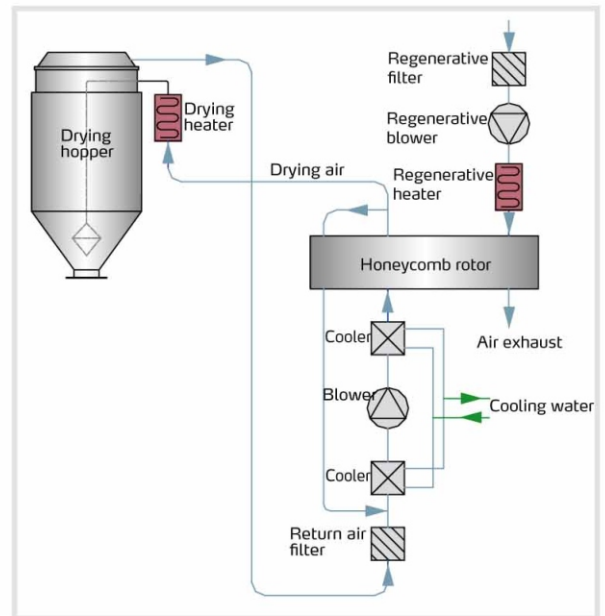 Regenerative
filter
Regenerative
blower
Regenerative
heater
Drying
hopper
Drying
heater
Drying air
Honeycomb rotor
Air exhaust
Cooler
Blower
Cooling water
Cooler
Return air
filter